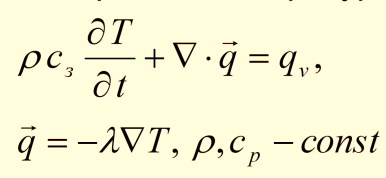 ρc_з ∂T/∂t + ∇ · q⃗ = q_v,
q⃗ = −λ∇T, ρ,c_p − const